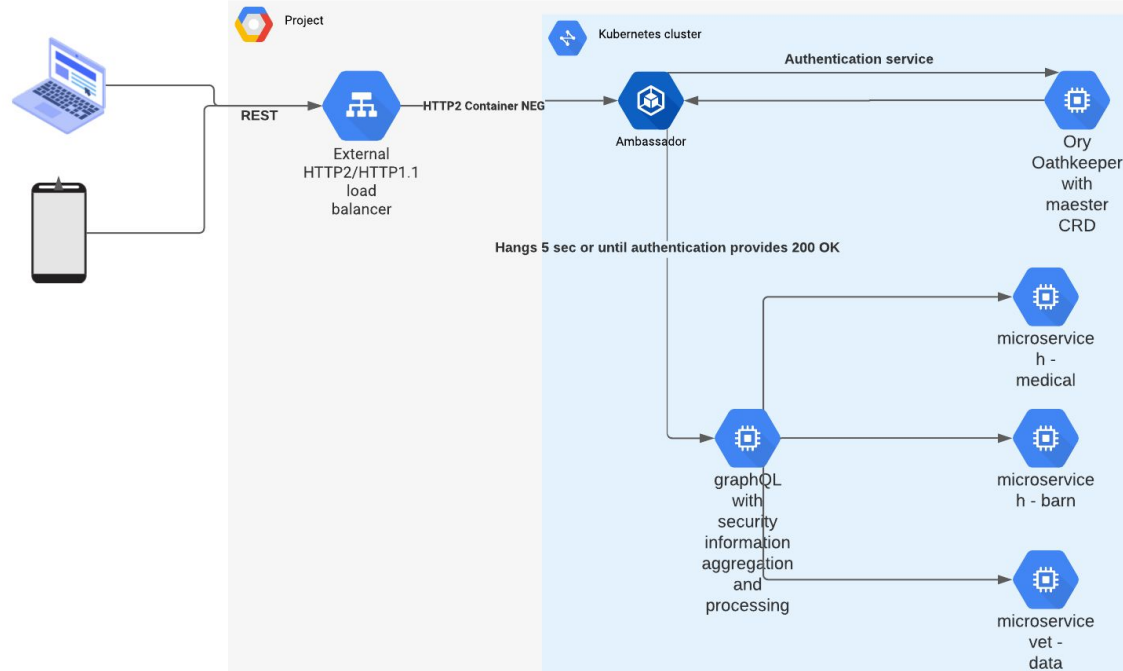 Project
Kubernetes cluster
Authentication service
REST
HTTP2 Container NEG
Ambassador
External
HTTP2/HTTP1.1
load
balancer
Ory
Oathkeeper
with
maester
CRD
Hangs 5 sec or until authentication provides 200 OK
microservice
h -
medical
graphQL
with
security
information
aggregation
and
processing
microservice
h - barn
microservice
vet -
data